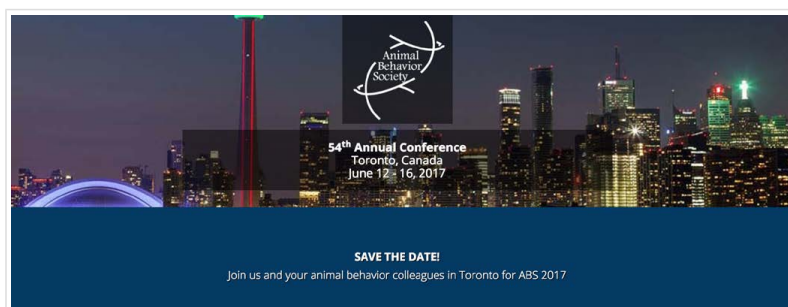 Animal
Behavior
Society
54th Annual Conference
Toronto, Canada
June 12 - 16, 2017
SAVE THE DATE!
Join us and your animal behavior colleagues in Toronto for ABS 2017